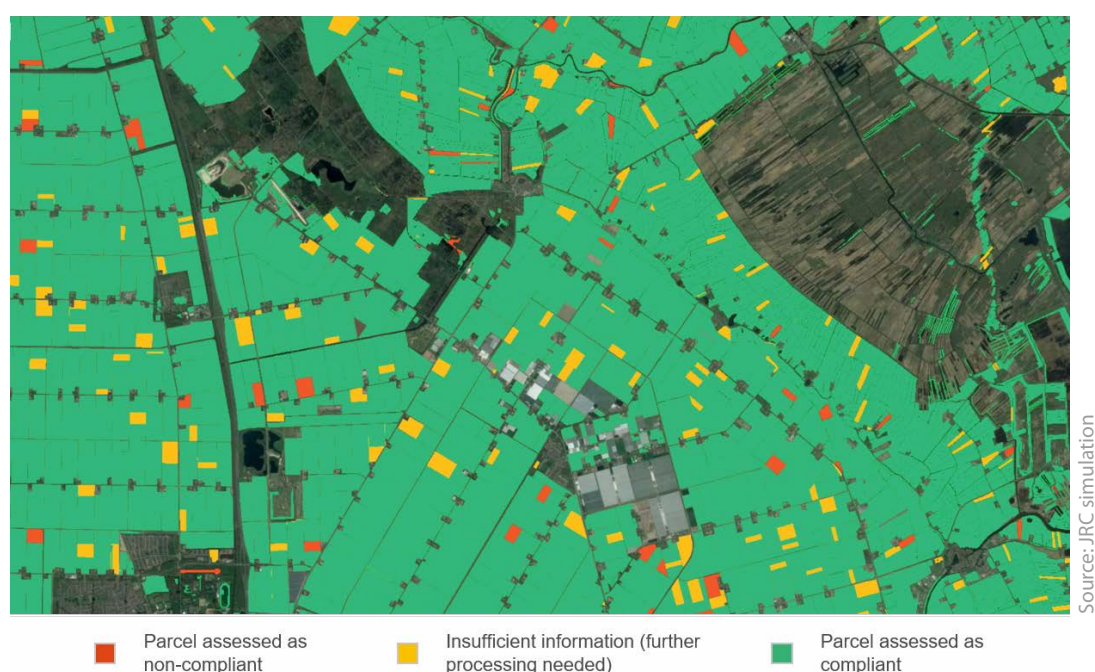 Source: JRC simulation
Parcel assessed as
non-compliant
Insufficient information (further
processing needed)
Parcel assessed as
compliant